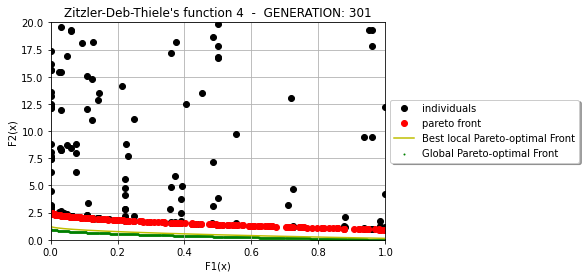 Zitzler-Deb-Thiele's function 4  -  GENERATION: 301
20.0
17.5
15.0
12.5
10.0
7.5
5.0
2.5
0.0
F2(x)
0.0 0.2 0.4 0.6 0.8 1.0
F1(x)
individuals
pareto front
Best local Pareto-optimal Front
Global Pareto-optimal Front